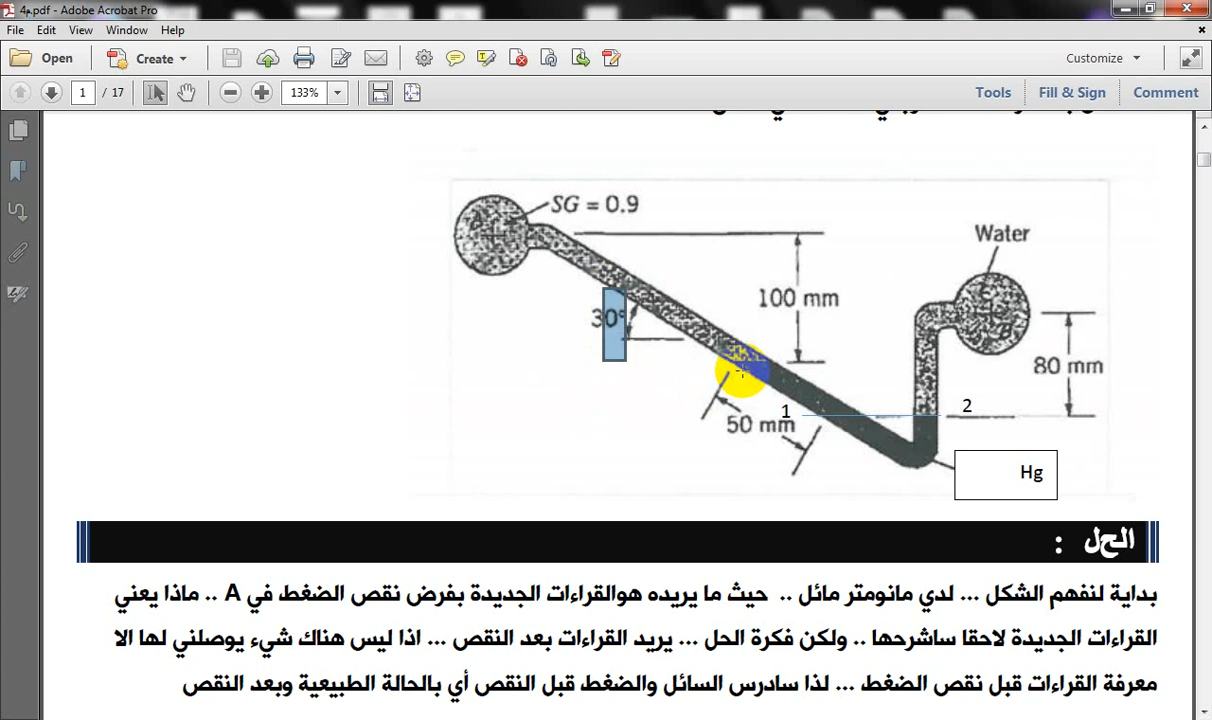 4م.pdf - Adobe Acrobat Pro
File Edit View Window Help
Open Create Customize
1 / 17 133% Tools Fill & Sign Comment
SG = 0.9
A
Water
100 mm
30°
B
80 mm
1 2
50 mm
Hg
الحل :
بداية لنفهم الشكل ... لدي مانومتر مائل .. حيث ما يريده هوالقراءات الجديدة بفرض نقص الضغط في A .. ماذا يعني
القراءات الجديدة لاحقا ساشرحها .. ولكن فكرة الحل ... يريد القراءات بعد النقص ... اذا ليس هناك شيء يوصلني لها الا
معرفة القراءات قبل نقص الضغط ... لذا سادرس السائل والضغط قبل النقص أي بالحالة الطبيعية وبعد النقص